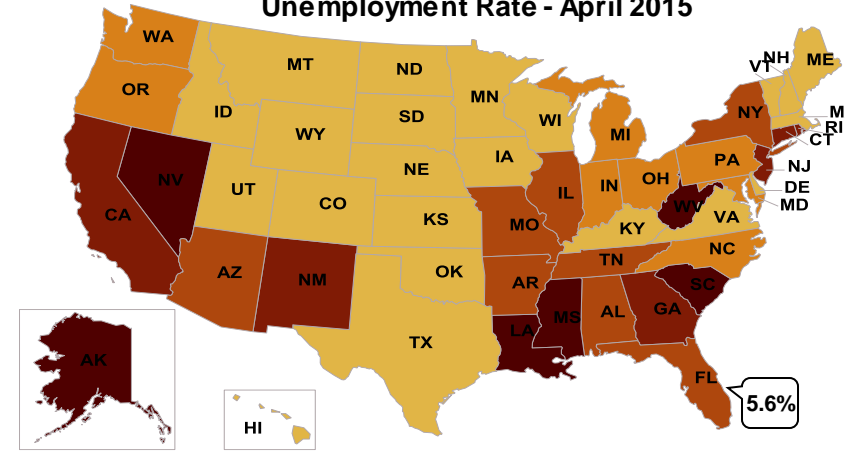 Unemployment Rate - April 2015
WA
MT
ND
MN
VT
NH
ME
OR
ID
SD
WI
MI
NY
M
RI
CT
WY
IA
PA
NJ
NV
UT
NE
IL
IN
OH
DE
MD
CA
CO
KS
MO
KY
WV
VA
NC
AZ
NM
OK
AR
TN
SC
TX
LA
MS
AL
GA
AK
FL
5.6%
HI